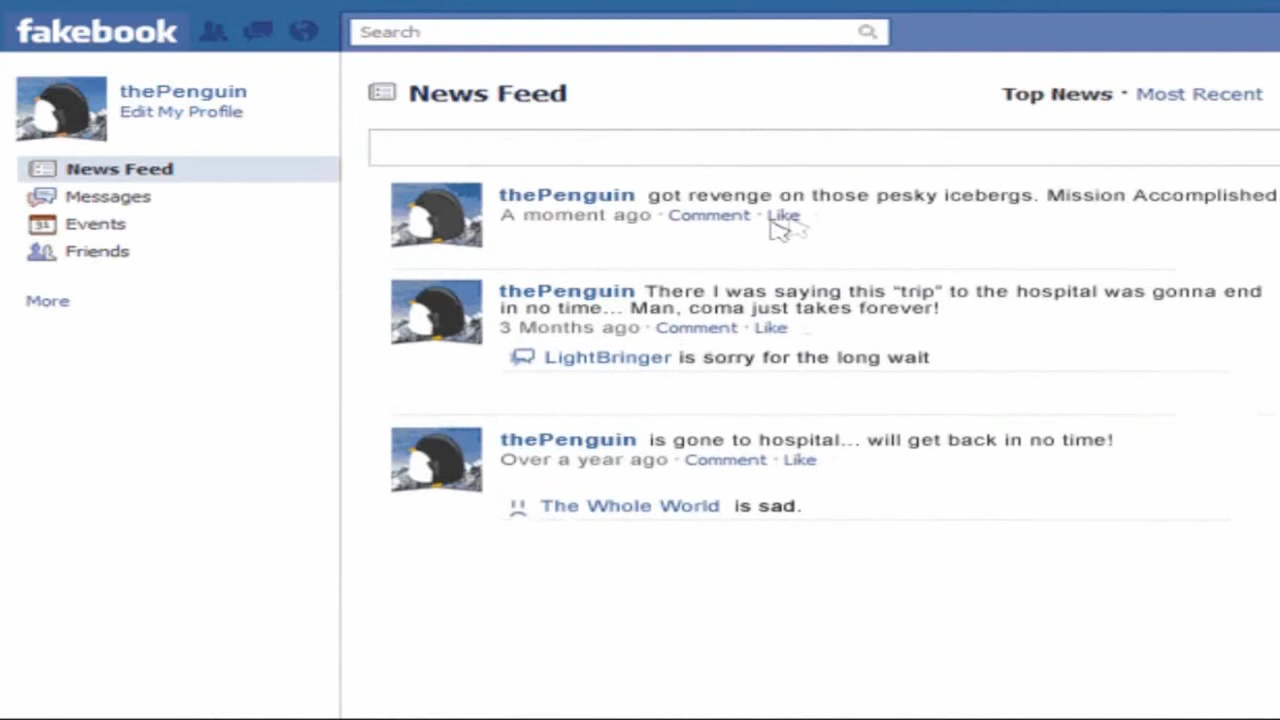 fakebook
Search
thePenguin
Edit My Profile
News Feed
Messages
31 Events
Friends
More
News Feed
Top News · Most Recent
thePenguin got revenge on those pesky icebergs. Mission Accomplished
A moment ago · Comment · Like
thePenguin There I was saying this “trip” to the hospital was gonna end
in no time... Man, coma just takes forever!
3 Months ago · Comment · Like
LightBringer is sorry for the long wait
thePenguin is gone to hospital... will get back in no time!
Over a year ago · Comment · Like
The Whole World is sad.